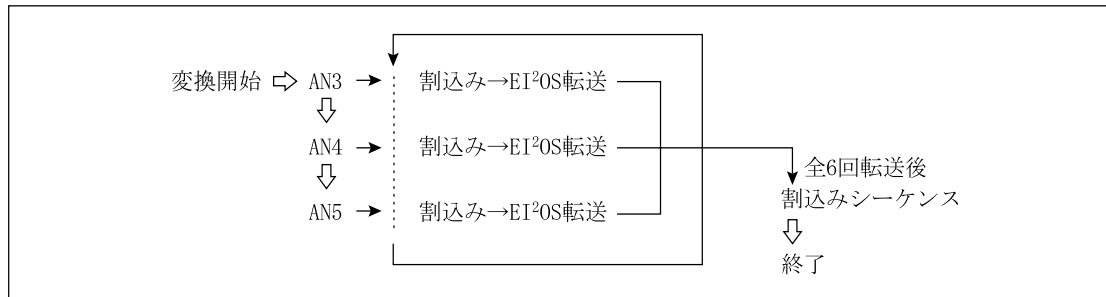 変換開始 ⇨ AN3 → 割込み→EI²OS転送
AN4 → 割込み→EI²OS転送
AN5 → 割込み→EI²OS転送
全6回転送後
割込みシーケンス
終了